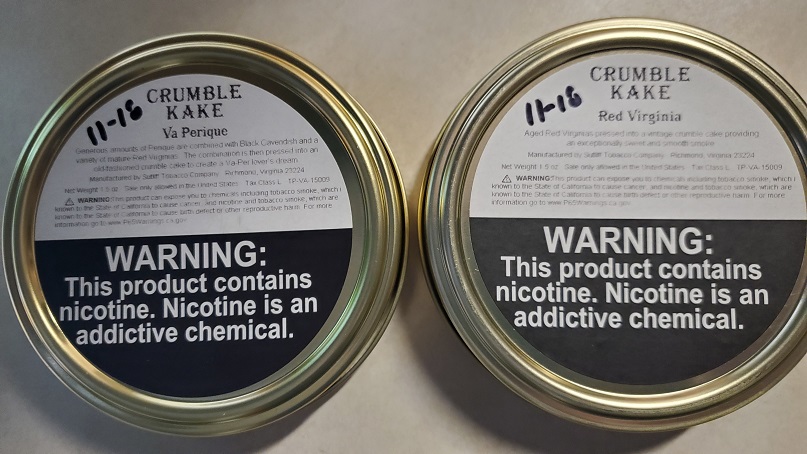 11-18
CRUMBLE
KAKE
Va Perique
Generous amounts of Perique are combined with Black Cavendish and a
variety of mature Red Virginias. The combination is then pressed into an
old-fashioned crumble cake to create a Va-Per lover's dream.
Manufactured by Sutliff Tobacco Company Richmond, Virginia 23224
Net Weight 1.5 oz Sale only allowed in the United States Tax Class L TP-VA-15009
WARNING: This product can expose you to chemicals including tobacco smoke, which i
known to the State of California to cause cancer, and nicotine and tobacco smoke, which are
known to the State of California to cause birth defect or other reproductive harm. For more
information go to www.P65Warnings.ca.gov
WARNING:
This product contains
nicotine. Nicotine is an
addictive chemical.
11-18
CRUMBLE
KAKE
Red Virginia
Aged Red Virginias pressed into a vintage crumble cake providing
an exceptionally sweet and smooth smoke
Manufactured by Sutliff Tobacco Company Richmond, Virginia 23224
Net Weight 1.5 oz Sale only allowed in the United States Tax Class L TP-VA-15009
WARNING: This product can expose you to chemicals including tobacco smoke, which i
known to the State of California to cause cancer, and nicotine and tobacco smoke, which are
known to the State of California to cause birth defect or other reproductive harm. For more
information go to www.P65Warnings.ca.gov
WARNING:
This product contains
nicotine. Nicotine is an
addictive chemical.